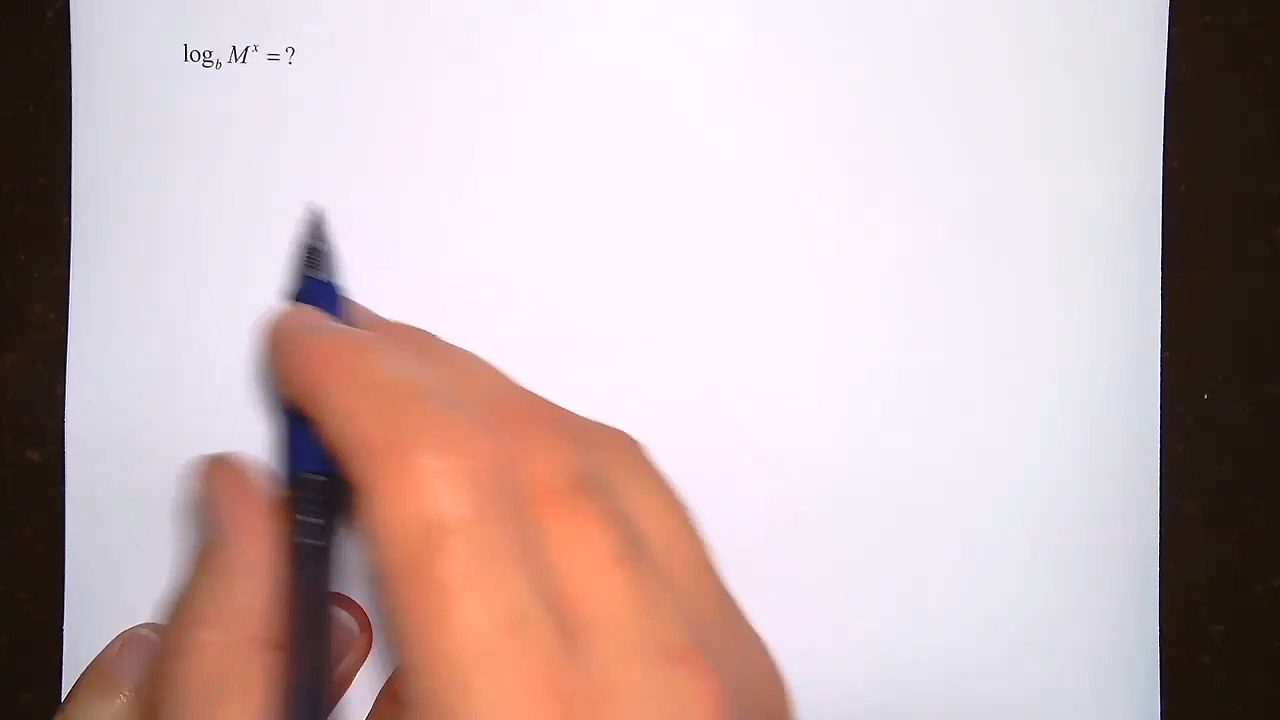 log_b M^x = ?